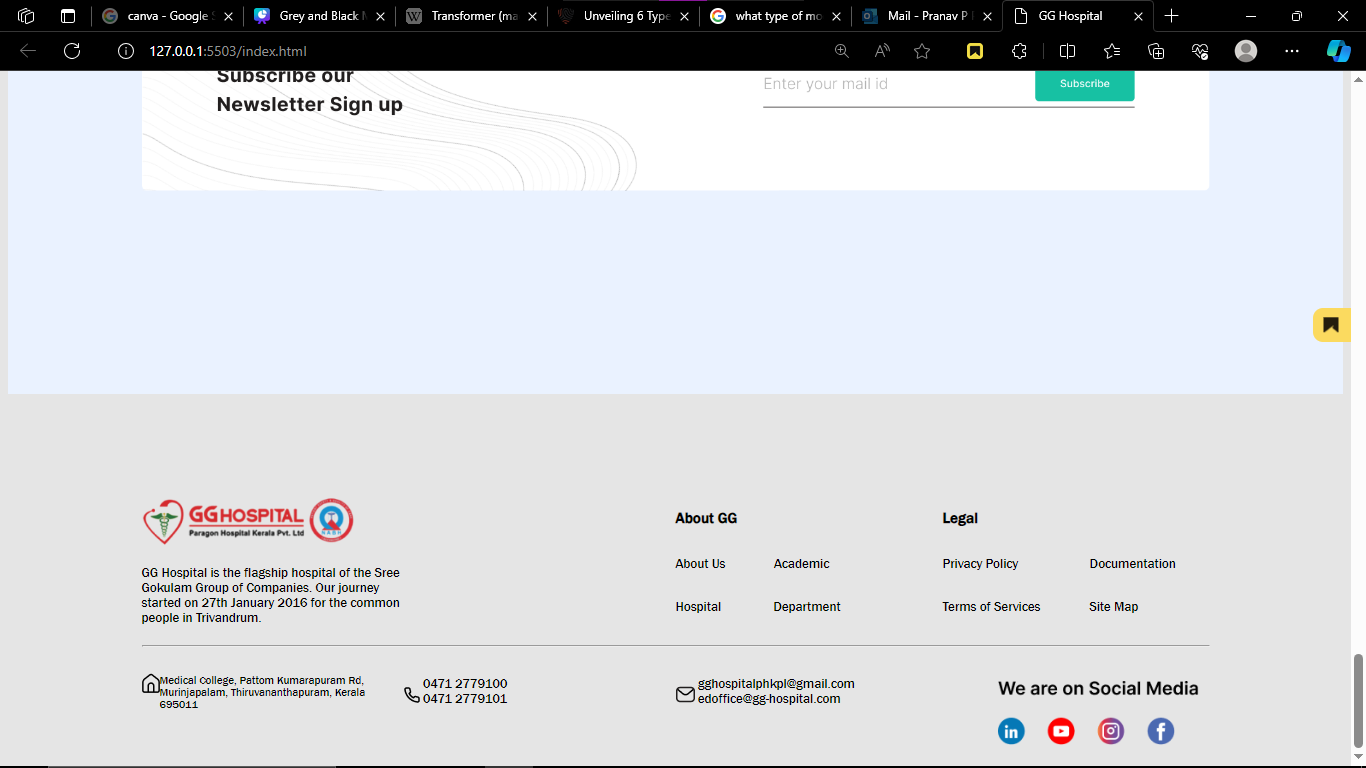 canva - Google S
Grey and Black M
Transformer (ma
Unveiling 6 Type
what type of mo
Mail - Pranav P
GG Hospital
127.0.0.1:5503/index.html
Subscribe our
Newsletter Sign up
Enter your mail id
Subscribe
GG HOSPITAL
Paragon Hospital Kerala Pvt. Ltd
NABH
GG Hospital is the flagship hospital of the Sree
Gokulam Group of Companies. Our journey
started on 27th January 2016 for the common
people in Trivandrum.
About GG
About Us
Academic
Hospital
Department
Legal
Privacy Policy
Documentation
Terms of Services
Site Map
Medical College, Pattom Kumarapuram Rd,
Murinjapalam, Thiruvananthapuram, Kerala
695011
0471 2779100
0471 2779101
gghospitalphkpl@gmail.com
edoffice@gg-hospital.com
We are on Social Media